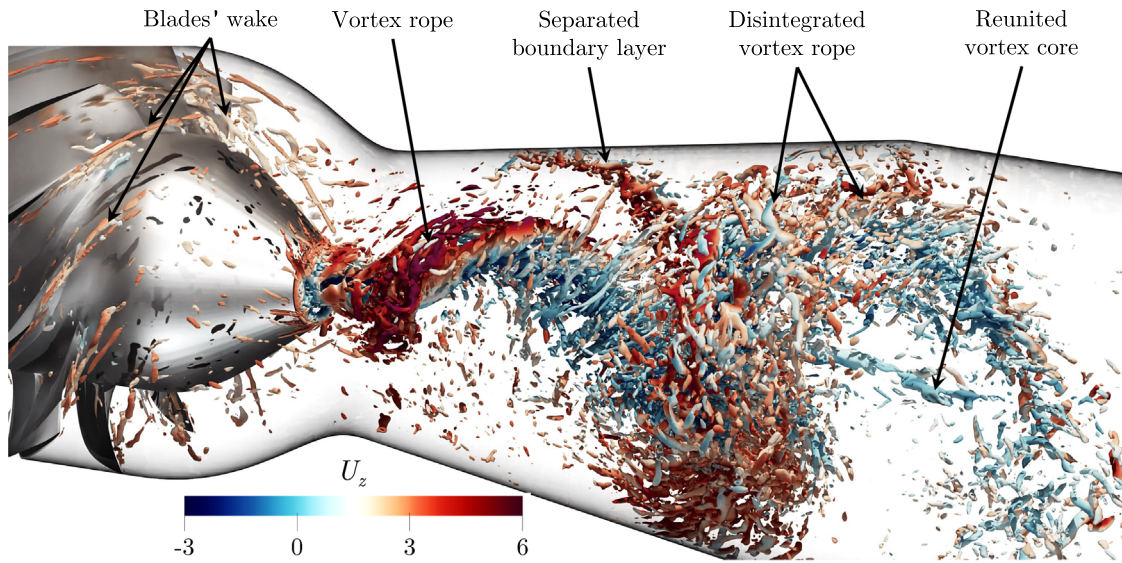 Blades' wake
Vortex rope
Separated
boundary layer
Disintegrated
vortex rope
Reunited
vortex core
U_z
-3 0 3 6